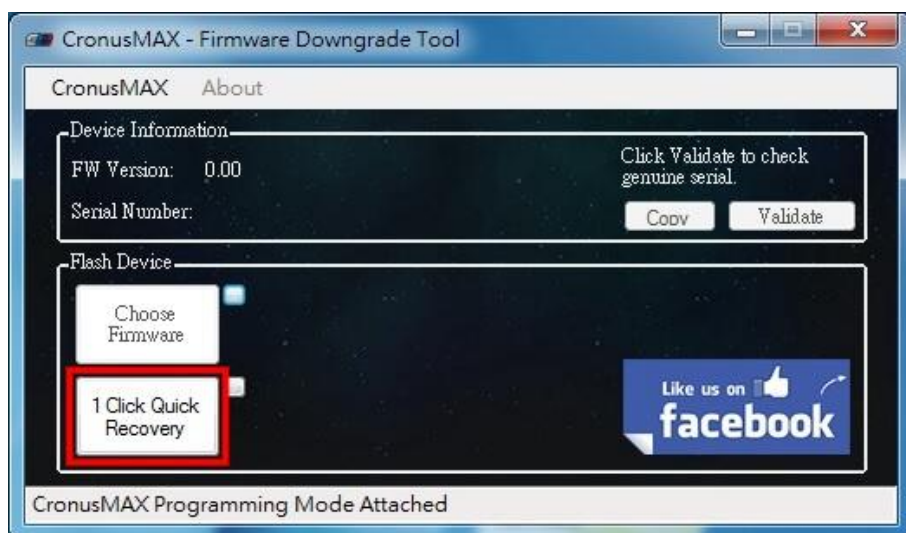 CronusMAX - Firmware Downgrade Tool
CronusMAX About
Device Information
FW Version: 0.00
Click Validate to check
genuine serial.
Serial Number:
Copy Validate
Flash Device
Choose
Firmware
1 Click Quick
Recovery
Like us on
facebook
CronusMAX Programming Mode Attached